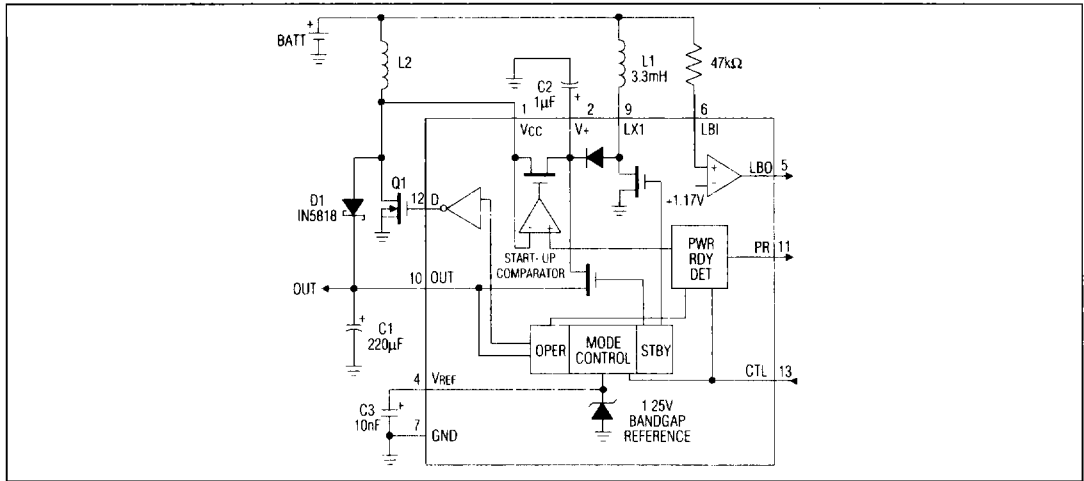 BATT
+
L2
L1
3.3mH
47kΩ
C2
1µF
+
1
2
9
6
VCC
V+
LX1
LBI
LBO 5
+
−
+1.17V
D1
IN5818
Q1
12 D
- +
START- UP
COMPARATOR
PWR
RDY
DET
PR 11
10 OUT
OUT
+
C1
220µF
OPER
MODE
CONTROL
STBY
CTL 13
4 VREF
C3
10nF
+
7 GND
1 25V
BANDGAP
REFERENCE